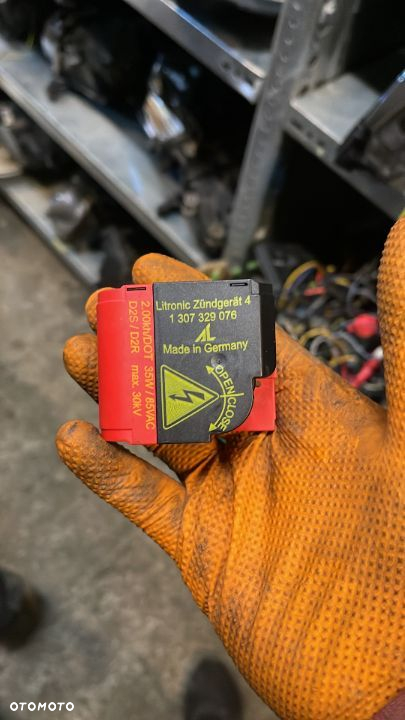 Litronic Zündgerät 4
1 307 329 076
AL
Made in Germany
OPEN CLOSE
2.00kh/DOT 35W / 85VAC
D2S / D2R max. 30kV
OTOMOTO